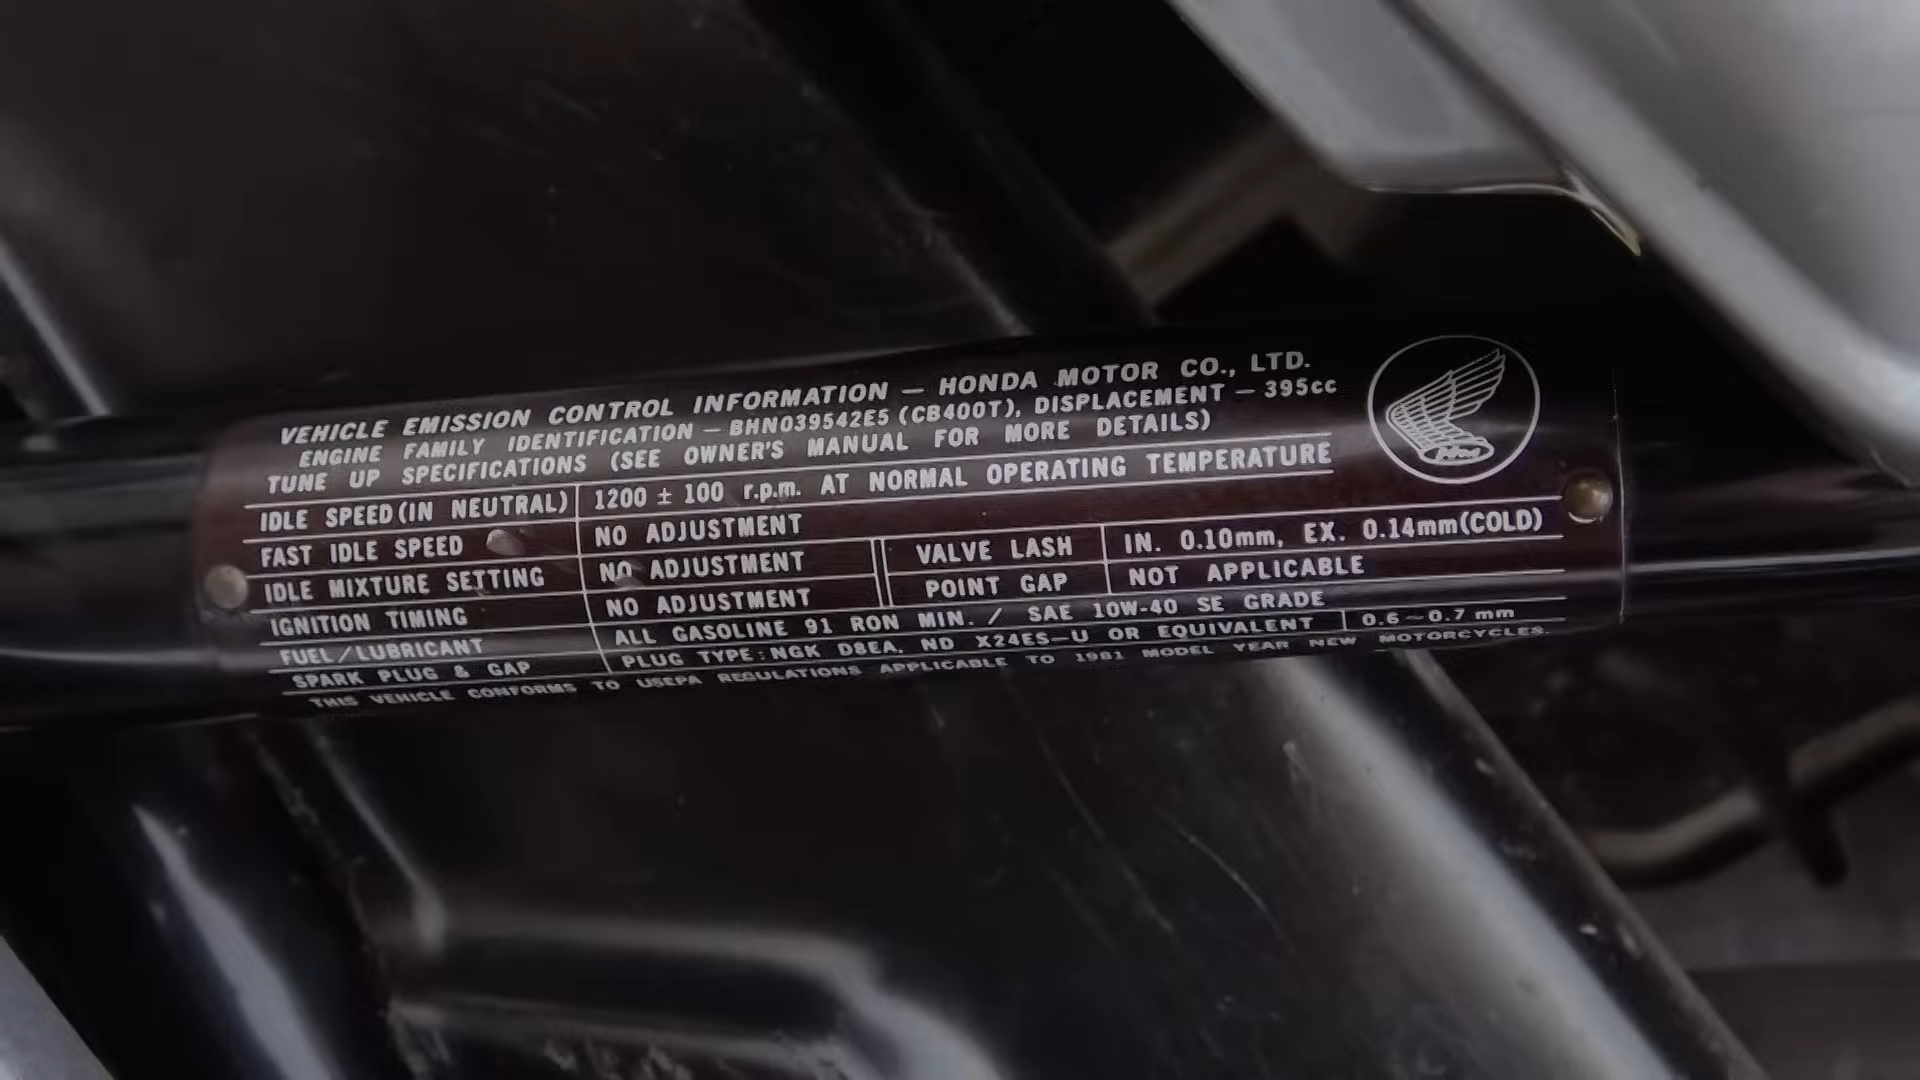 VEHICLE EMISSION CONTROL INFORMATION — HONDA MOTOR CO., LTD.
ENGINE FAMILY IDENTIFICATION — BHN039542E5 (CB400T), DISPLACEMENT — 395cc
TUNE UP SPECIFICATIONS (SEE OWNER'S MANUAL FOR MORE DETAILS)
IDLE SPEED (IN NEUTRAL) 1200 ± 100 r.p.m. AT NORMAL OPERATING TEMPERATURE
FAST IDLE SPEED NO ADJUSTMENT
IDLE MIXTURE SETTING NO ADJUSTMENT VALVE LASH IN. 0.10mm, EX. 0.14mm(COLD)
IGNITION TIMING NO ADJUSTMENT POINT GAP NOT APPLICABLE
FUEL/LUBRICANT ALL GASOLINE 91 RON MIN. / SAE 10W-40 SE GRADE
SPARK PLUG & GAP PLUG TYPE: NGK D8EA. ND X24ES-U OR EQUIVALENT 0.6—0.7 mm
THIS VEHICLE CONFORMS TO USEPA REGULATIONS APPLICABLE TO 1981 MODEL YEAR NEW MOTORCYCLES.